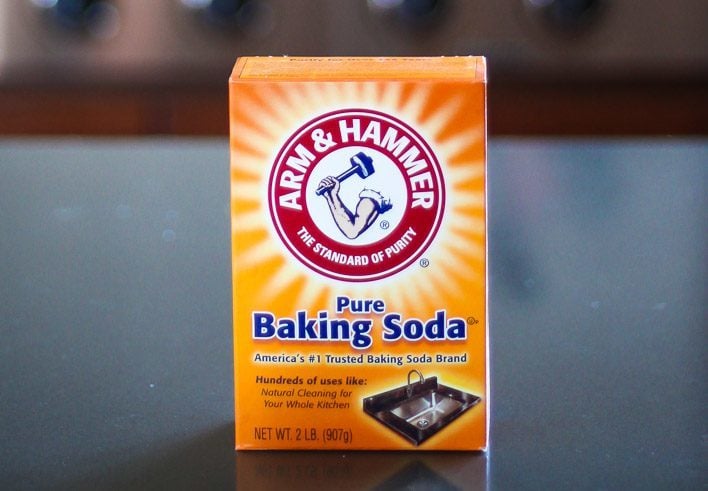 ARM & HAMMER
®
THE STANDARD OF PURITY
®
Pure
Baking Soda
America's #1 Trusted Baking Soda Brand
Hundreds of uses like:
Natural Cleaning for
Your Whole Kitchen
NET WT. 2 LB. (907g)